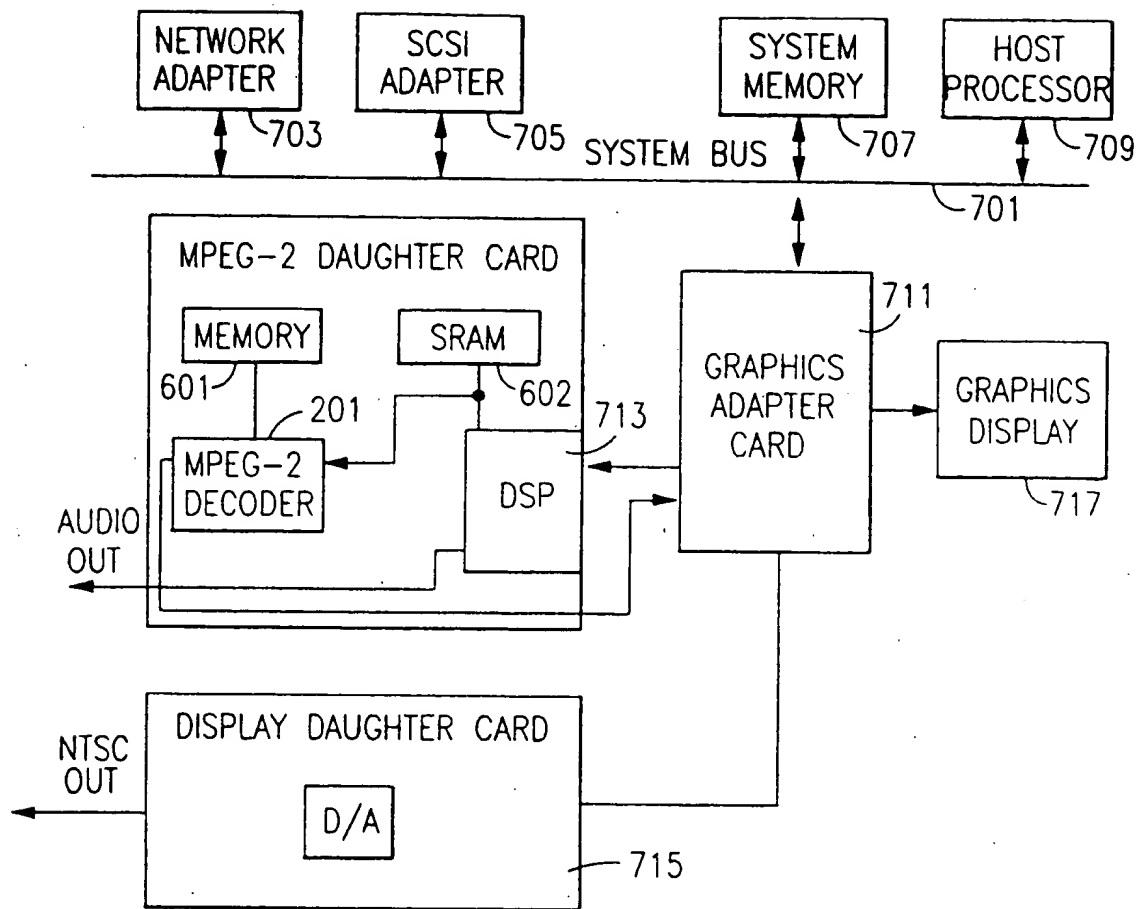 NETWORK
ADAPTER
703
SCSI
ADAPTER
705
SYSTEM
MEMORY
707
HOST
PROCESSOR
709
SYSTEM BUS
701
MPEG-2 DAUGHTER CARD
MEMORY
601
SRAM
602
201
MPEG-2
DECODER
713
DSP
AUDIO
OUT
711
GRAPHICS
ADAPTER
CARD
GRAPHICS
DISPLAY
717
DISPLAY DAUGHTER CARD
NTSC
OUT
D/A
715